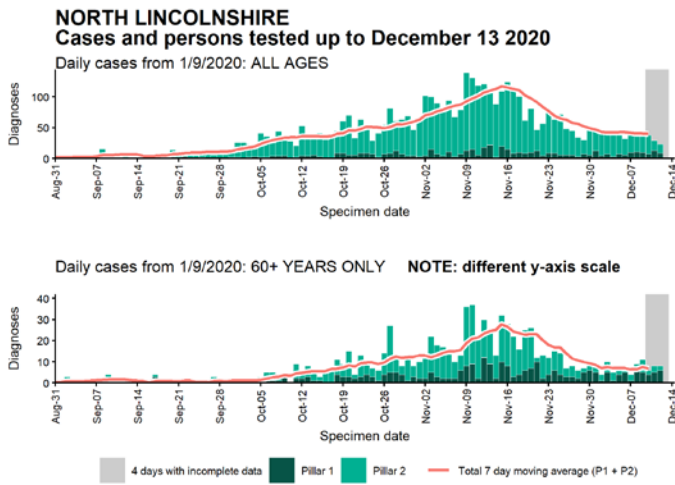 NORTH LINCOLNSHIRE
Cases and persons tested up to December 13 2020
Daily cases from 1/9/2020: ALL AGES
Diagnoses
100
50
0
Aug-31
Sep-07
Sep-14
Sep-21
Sep-28
Oct-05
Oct-12
Oct-19
Oct-26
Nov-02
Nov-09
Nov-16
Nov-23
Nov-30
Dec-07
Dec-14
Specimen date
Daily cases from 1/9/2020: 60+ YEARS ONLY NOTE: different y-axis scale
Diagnoses
40
30
20
10
0
Aug-31
Sep-07
Sep-14
Sep-21
Sep-28
Oct-05
Oct-12
Oct-19
Oct-26
Nov-02
Nov-09
Nov-16
Nov-23
Nov-30
Dec-07
Dec-14
Specimen date
4 days with incomplete data Pillar 1 Pillar 2 Total 7 day moving average (P1 + P2)